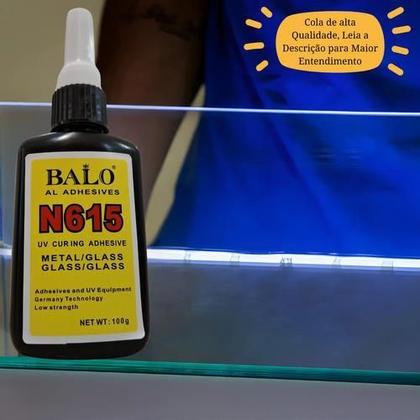 Cola de alta
Qualidade, Leia a
Descrição para Maior
Entendimento
BALO®
AL ADHESIVES
N615
UV CURING ADHESIVE
METAL/GLASS
GLASS/GLASS
Adhesives and UV Equipment
Germany Technology
Low strength
NET WT: 100g